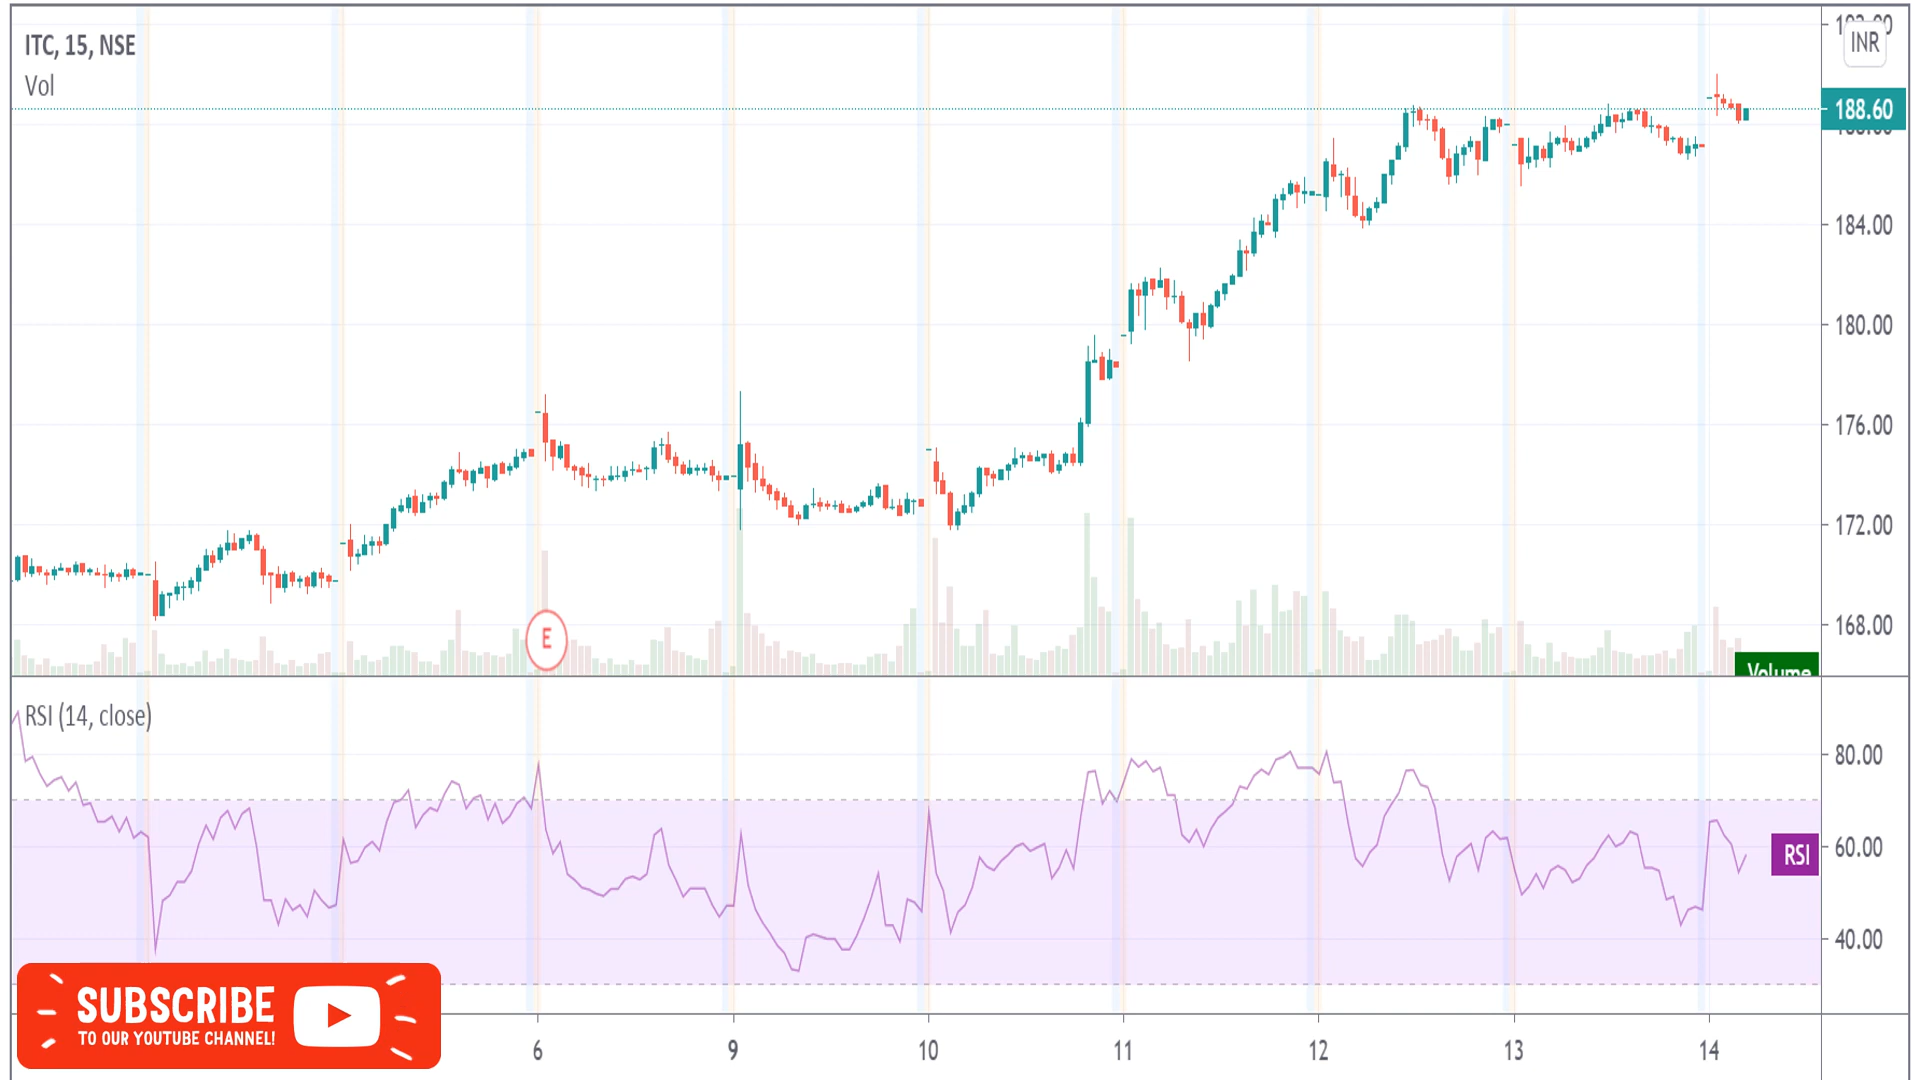 ITC, 15, NSE
Vol
INR
188.60
184.00
180.00
176.00
172.00
168.00
E
Volume
RSI (14, close)
80.00
RSI
60.00
40.00
SUBSCRIBE
TO OUR YOUTUBE CHANNEL!
6 9 10 11 12 13 14